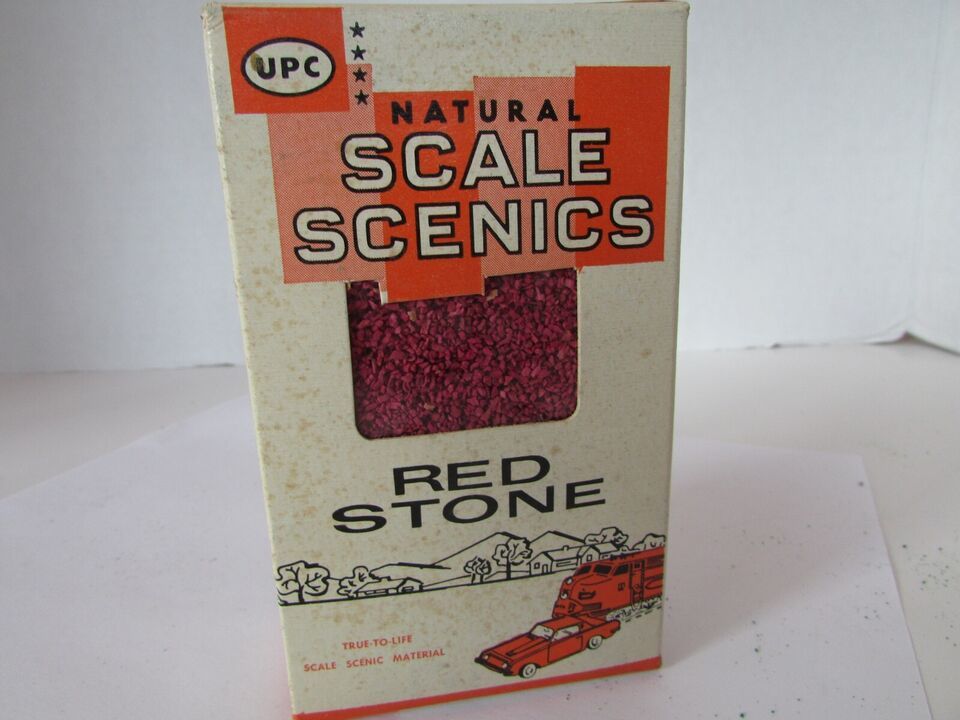 UPC
NATURAL
SCALE
SCENICS
RED
STONE
TRUE-TO-LIFE
SCALE SCENIC MATERIAL